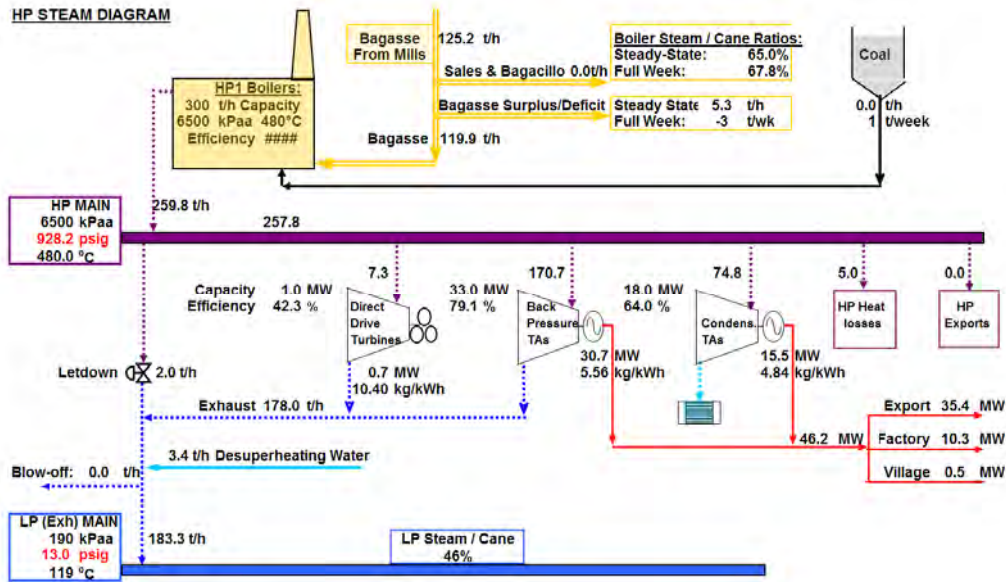 HP STEAM DIAGRAM
Bagasse
From Mills
125.2 t/h
Boiler Steam / Cane Ratios:
Steady-State: 65.0%
Full Week: 67.8%
Coal
Sales & Bagacillo 0.0t/h
HP1 Boilers:
300 t/h Capacity
6500 kPaa 480°C
Efficiency ####
Bagasse Surplus/Deficit
Steady State 5.3 t/h
Full Week: -3 t/wk
0.0 t/h
1 t/week
Bagasse 119.9 t/h
HP MAIN
6500 kPaa
928.2 psig
480.0 °C
259.8 t/h
257.8
7.3
170.7
74.8
5.0
0.0
Capacity 1.0 MW
Efficiency 42.3 %
33.0 MW
79.1 %
18.0 MW
64.0 %
Direct
Drive
Turbines
Back
Pressure
TAs
Condens.
TAs
HP Heat
losses
HP
Exports
Letdown 2.0 t/h
0.7 MW
10.40 kg/kWh
30.7 MW
5.56 kg/kWh
15.5 MW
4.84 kg/kWh
Exhaust 178.0 t/h
Export 35.4 MW
46.2 MW
Factory 10.3 MW
Village 0.5 MW
3.4 t/h Desuperheating Water
Blow-off: 0.0 t/h
LP (Exh) MAIN
190 kPaa
13.0 psig
119 °C
183.3 t/h
LP Steam / Cane
46%